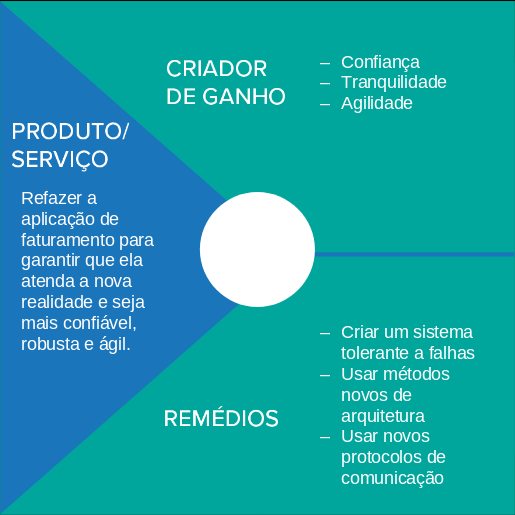 CRIADOR
DE GANHO
– Confiança
– Tranquilidade
– Agilidade
PRODUTO/
SERVIÇO
Refazer a
aplicação de
faturamento para
garantir que ela
atenda a nova
realidade e seja
mais confiável,
robusta e ágil.
REMÉDIOS
– Criar um sistema
tolerante a falhas
– Usar métodos
novos de
arquitetura
– Usar novos
protocolos de
comunicação